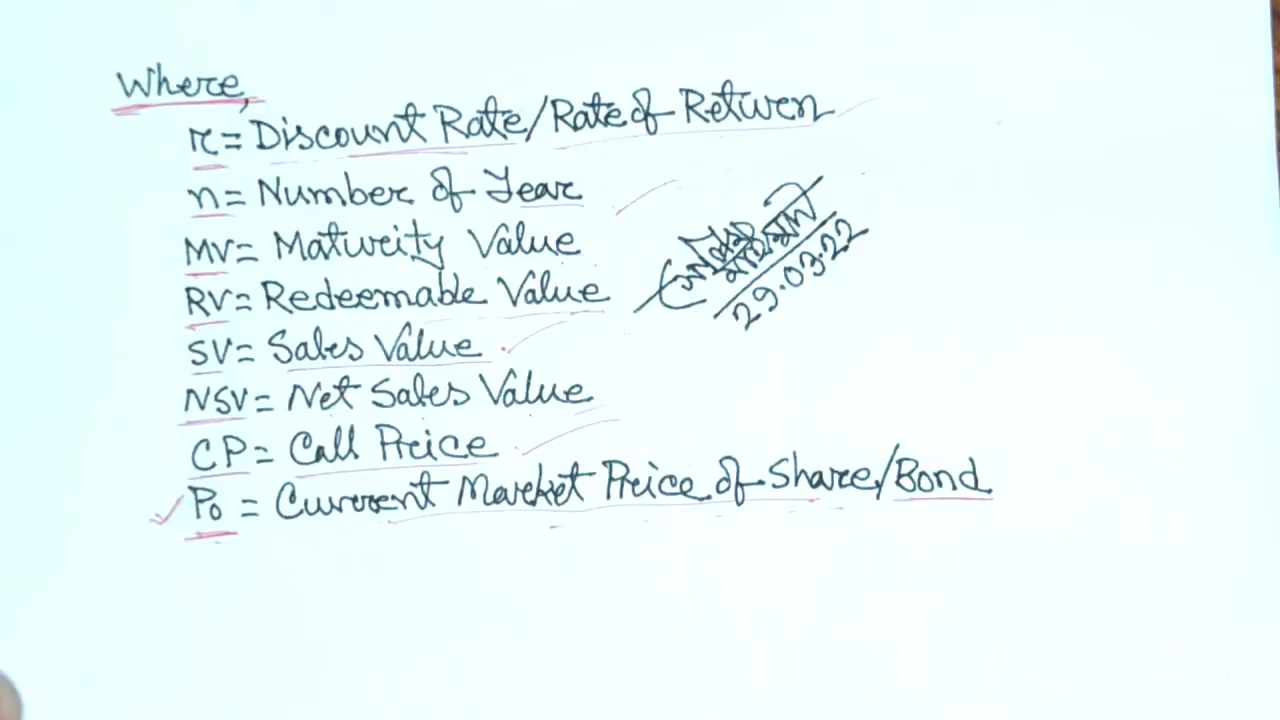 Where,
r = Discount Rate/Rate of Return
n = Number of Year
MV = Maturity Value
RV = Redeemable Value
SV = Sales Value
NSV = Net Sales Value
CP = Call Price
P₀ = Current Market Price of Share/Bond
29.03.22